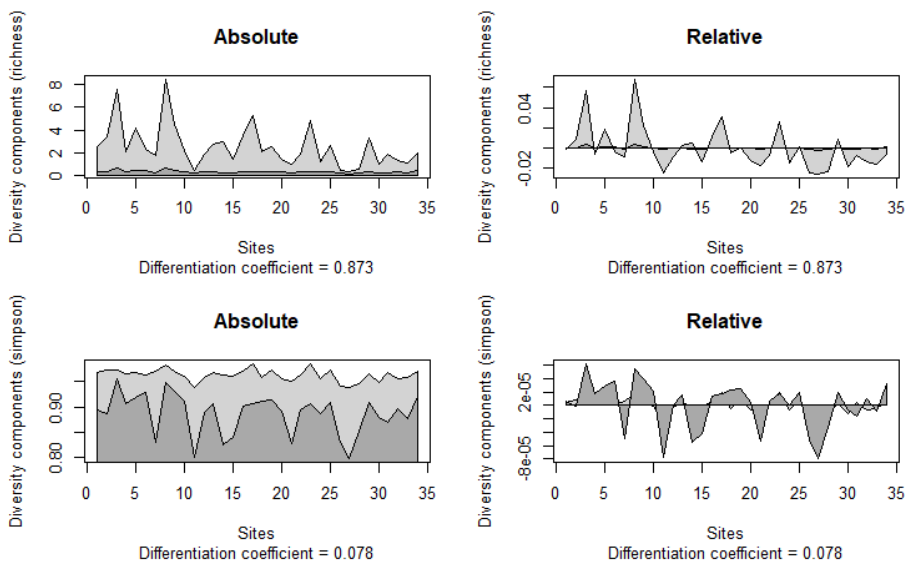 Absolute
Diversity components (richness)
0 2 4 6 8
0 5 10 15 20 25 30 35
Sites
Differentiation coefficient = 0.873
Relative
Diversity components (richness)
-0.02 0.04
0 5 10 15 20 25 30 35
Sites
Differentiation coefficient = 0.873
Absolute
Diversity components (simpson)
0.80 0.90
0 5 10 15 20 25 30 35
Sites
Differentiation coefficient = 0.078
Relative
Diversity components (simpson)
-8e-05 2e-05
0 5 10 15 20 25 30 35
Sites
Differentiation coefficient = 0.078